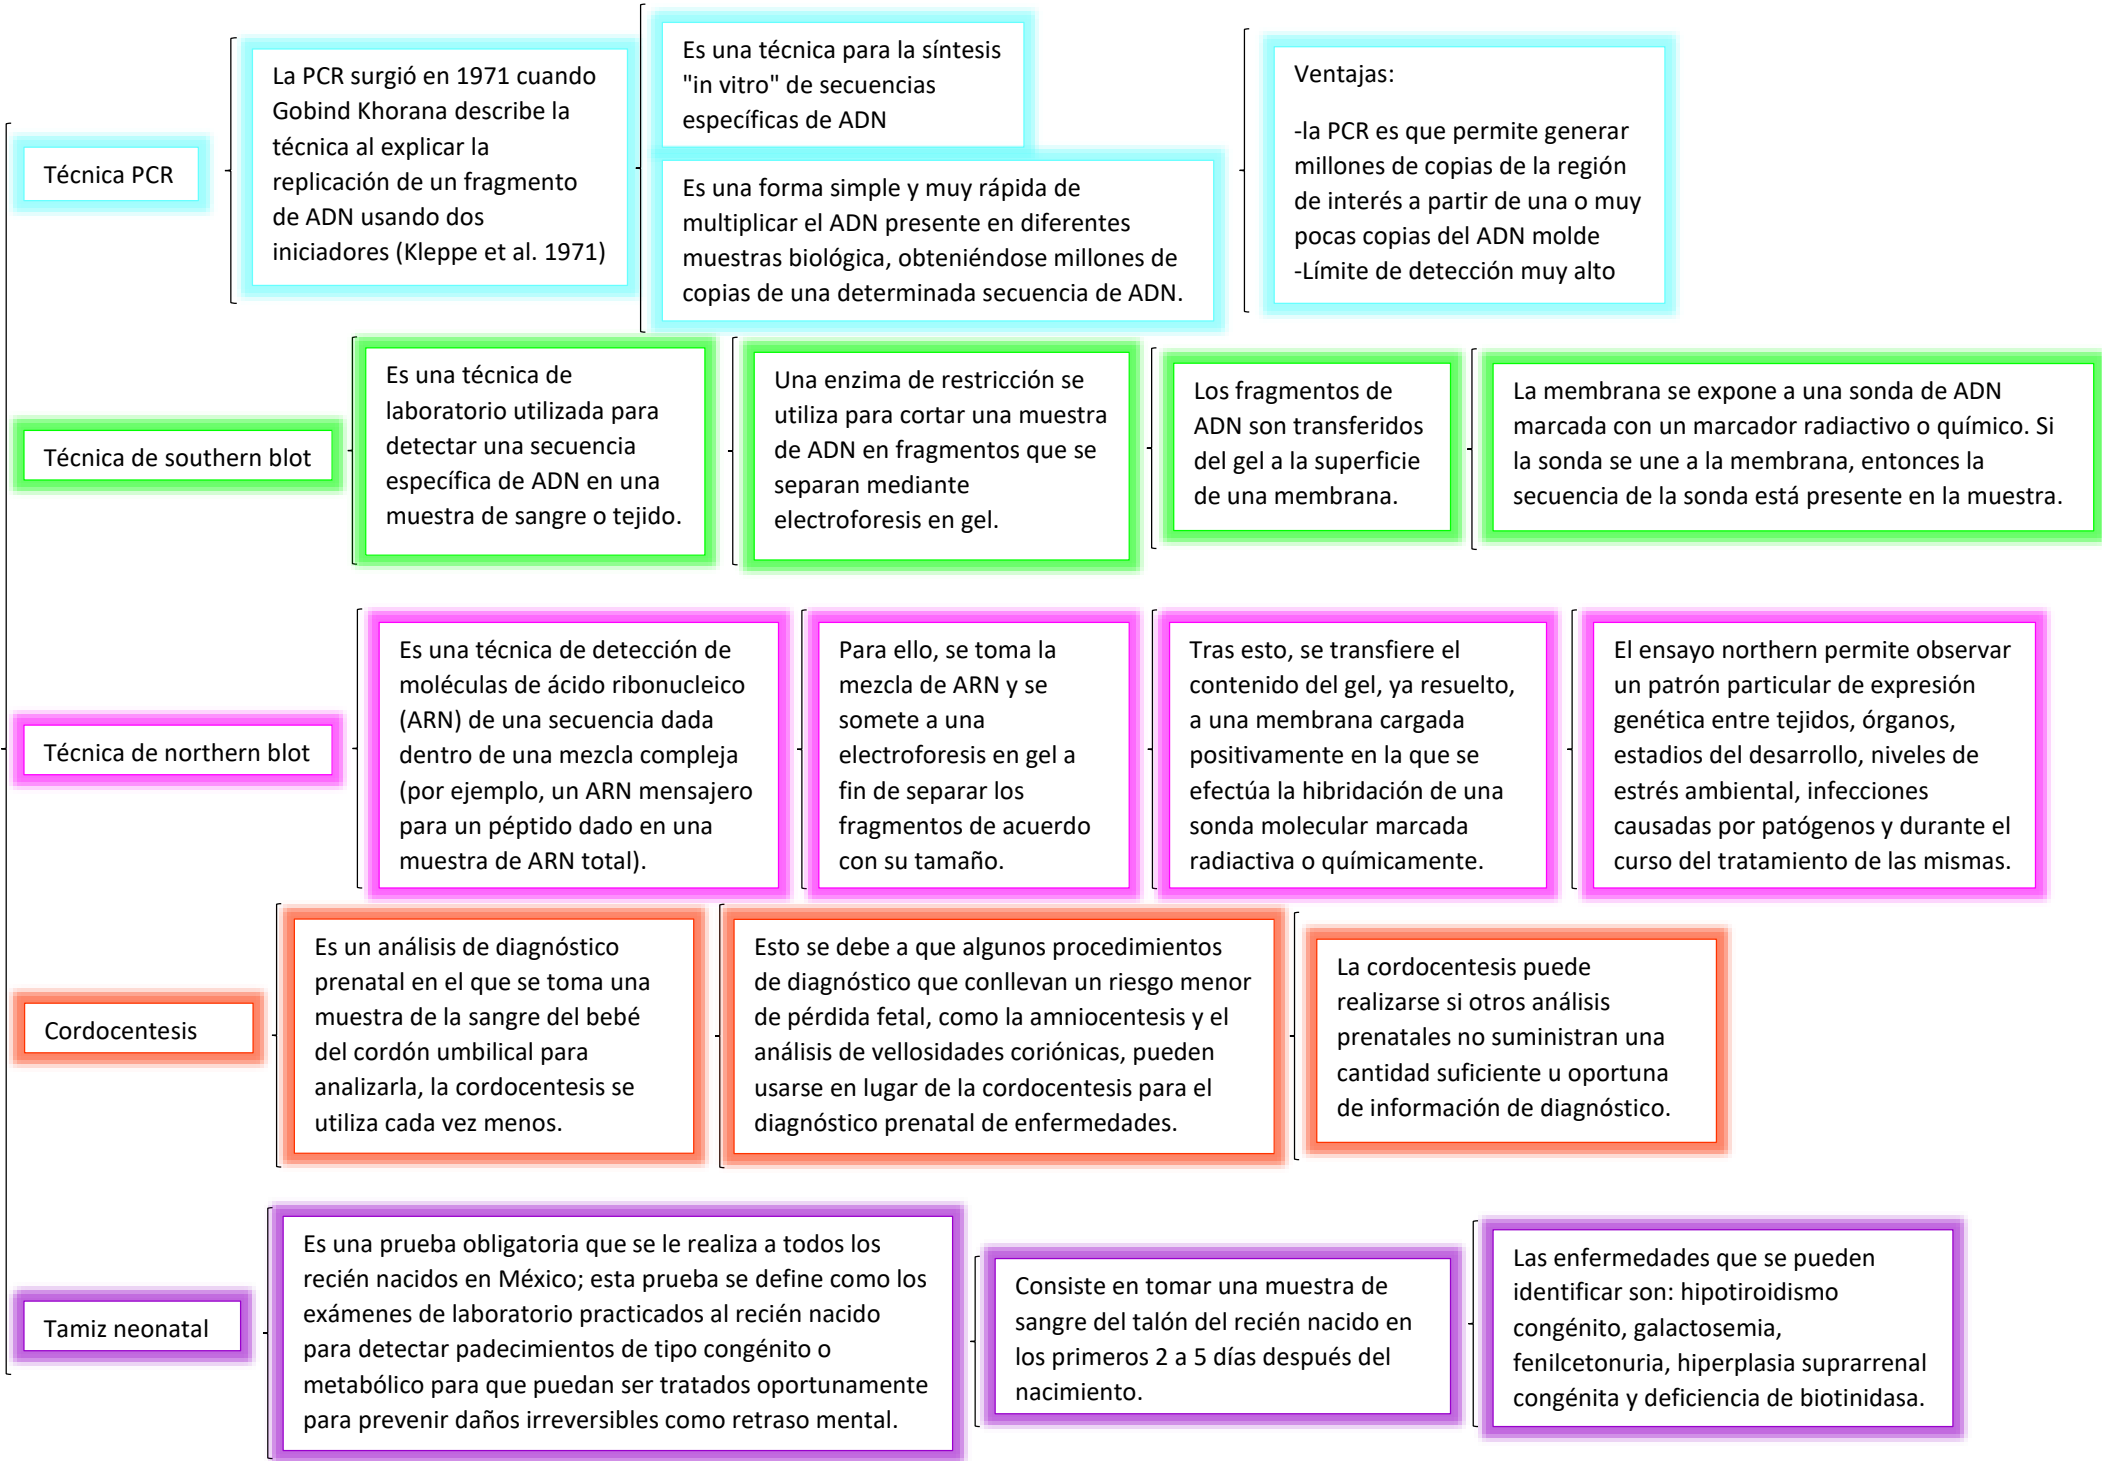 Técnica PCR
La PCR surgió en 1971 cuando
Gobind Khorana describe la
técnica al explicar la
replicación de un fragmento
de ADN usando dos
iniciadores (Kleppe et al. 1971)
Es una técnica para la síntesis
"in vitro" de secuencias
específicas de ADN
Es una forma simple y muy rápida de
multiplicar el ADN presente en diferentes
muestras biológica, obteniéndose millones de
copias de una determinada secuencia de ADN.
Ventajas:
-la PCR es que permite generar
millones de copias de la región
de interés a partir de una o muy
pocas copias del ADN molde
-Límite de detección muy alto
Técnica de southern blot
Es una técnica de
laboratorio utilizada para
detectar una secuencia
específica de ADN en una
muestra de sangre o tejido.
Una enzima de restricción se
utiliza para cortar una muestra
de ADN en fragmentos que se
separan mediante
electroforesis en gel.
Los fragmentos de
ADN son transferidos
del gel a la superficie
de una membrana.
La membrana se expone a una sonda de ADN
marcada con un marcador radiactivo o químico. Si
la sonda se une a la membrana, entonces la
secuencia de la sonda está presente en la muestra.
Técnica de northern blot
Es una técnica de detección de
moléculas de ácido ribonucleico
(ARN) de una secuencia dada
dentro de una mezcla compleja
(por ejemplo, un ARN mensajero
para un péptido dado en una
muestra de ARN total).
Para ello, se toma la
mezcla de ARN y se
somete a una
electroforesis en gel a
fin de separar los
fragmentos de acuerdo
con su tamaño.
Tras esto, se transfiere el
contenido del gel, ya resuelto,
a una membrana cargada
positivamente en la que se
efectúa la hibridación de una
sonda molecular marcada
radiactiva o químicamente.
El ensayo northern permite observar
un patrón particular de expresión
genética entre tejidos, órganos,
estadios del desarrollo, niveles de
estrés ambiental, infecciones
causadas por patógenos y durante el
curso del tratamiento de las mismas.
Cordocentesis
Es un análisis de diagnóstico
prenatal en el que se toma una
muestra de la sangre del bebé
del cordón umbilical para
analizarla, la cordocentesis se
utiliza cada vez menos.
Esto se debe a que algunos procedimientos
de diagnóstico que conllevan un riesgo menor
de pérdida fetal, como la amniocentesis y el
análisis de vellosidades coriónicas, pueden
usarse en lugar de la cordocentesis para el
diagnóstico prenatal de enfermedades.
La cordocentesis puede
realizarse si otros análisis
prenatales no suministran una
cantidad suficiente u oportuna
de información de diagnóstico.
Tamiz neonatal
Es una prueba obligatoria que se le realiza a todos los
recién nacidos en México; esta prueba se define como los
exámenes de laboratorio practicados al recién nacido
para detectar padecimientos de tipo congénito o
metabólico para que puedan ser tratados oportunamente
para prevenir daños irreversibles como retraso mental.
Consiste en tomar una muestra de
sangre del talón del recién nacido en
los primeros 2 a 5 días después del
nacimiento.
Las enfermedades que se pueden
identificar son: hipotiroidismo
congénito, galactosemia,
fenilcetonuria, hiperplasia suprarrenal
congénita y deficiencia de biotinidasa.